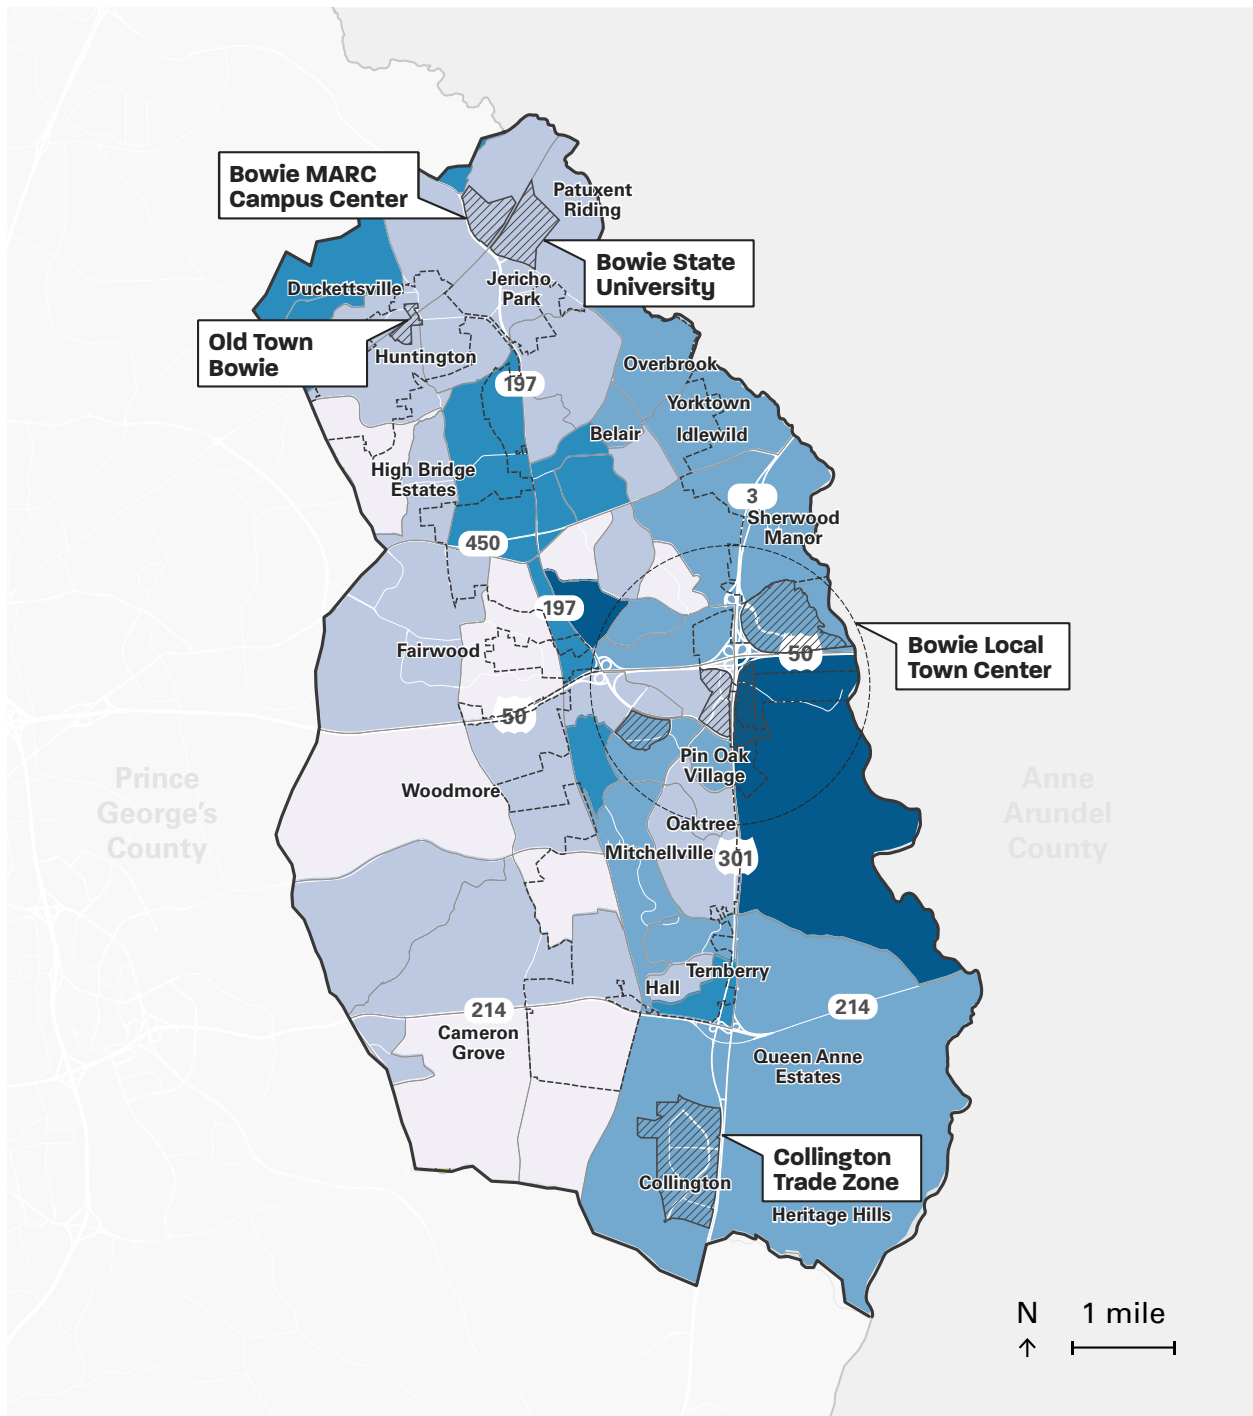 Bowie MARC
Campus Center
Patuxent
Riding
Bowie State
University
Duckettsville
Jericho
Park
Old Town
Bowie
Huntington
Overbrook
197
Yorktown
Belair
Idlewild
High Bridge
Estates
3
Sherwood
Manor
450
197
Fairwood
50
Bowie Local
Town Center
50
Pin Oak
Village
Prince
George's
County
Woodmore
Anne
Arundel
County
Oaktree
Mitchellville
301
Ternberry
Hall
214
214
Cameron
Grove
Queen Anne
Estates
Collington
Trade Zone
Collington
Heritage Hills
N
1 mile